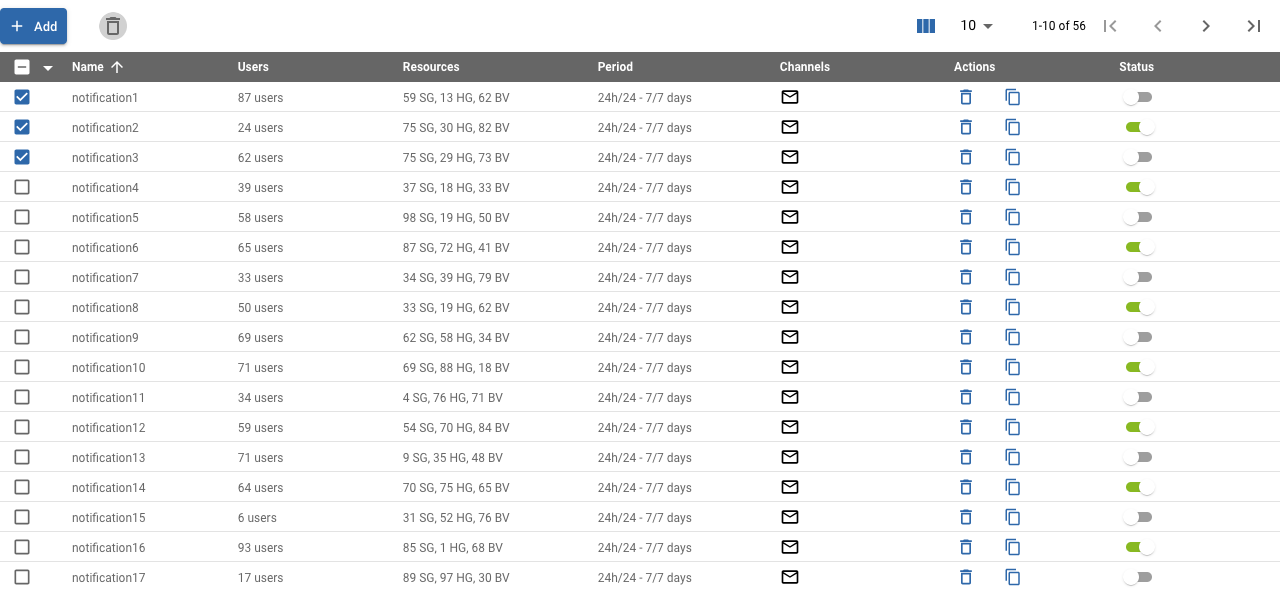 Add 10 1-10 of 56
Name Users Resources Period Channels Actions Status
notification1 87 users 59 SG, 13 HG, 62 BV 24h/24 - 7/7 days
notification2 24 users 75 SG, 30 HG, 82 BV 24h/24 - 7/7 days
notification3 62 users 75 SG, 29 HG, 73 BV 24h/24 - 7/7 days
notification4 39 users 37 SG, 18 HG, 33 BV 24h/24 - 7/7 days
notification5 58 users 98 SG, 19 HG, 50 BV 24h/24 - 7/7 days
notification6 65 users 87 SG, 72 HG, 41 BV 24h/24 - 7/7 days
notification7 33 users 34 SG, 39 HG, 79 BV 24h/24 - 7/7 days
notification8 50 users 33 SG, 19 HG, 62 BV 24h/24 - 7/7 days
notification9 69 users 62 SG, 58 HG, 34 BV 24h/24 - 7/7 days
notification10 71 users 69 SG, 88 HG, 18 BV 24h/24 - 7/7 days
notification11 34 users 4 SG, 76 HG, 71 BV 24h/24 - 7/7 days
notification12 59 users 54 SG, 70 HG, 84 BV 24h/24 - 7/7 days
notification13 71 users 9 SG, 35 HG, 48 BV 24h/24 - 7/7 days
notification14 64 users 70 SG, 75 HG, 65 BV 24h/24 - 7/7 days
notification15 6 users 31 SG, 52 HG, 76 BV 24h/24 - 7/7 days
notification16 93 users 85 SG, 1 HG, 68 BV 24h/24 - 7/7 days
notification17 17 users 89 SG, 97 HG, 30 BV 24h/24 - 7/7 days